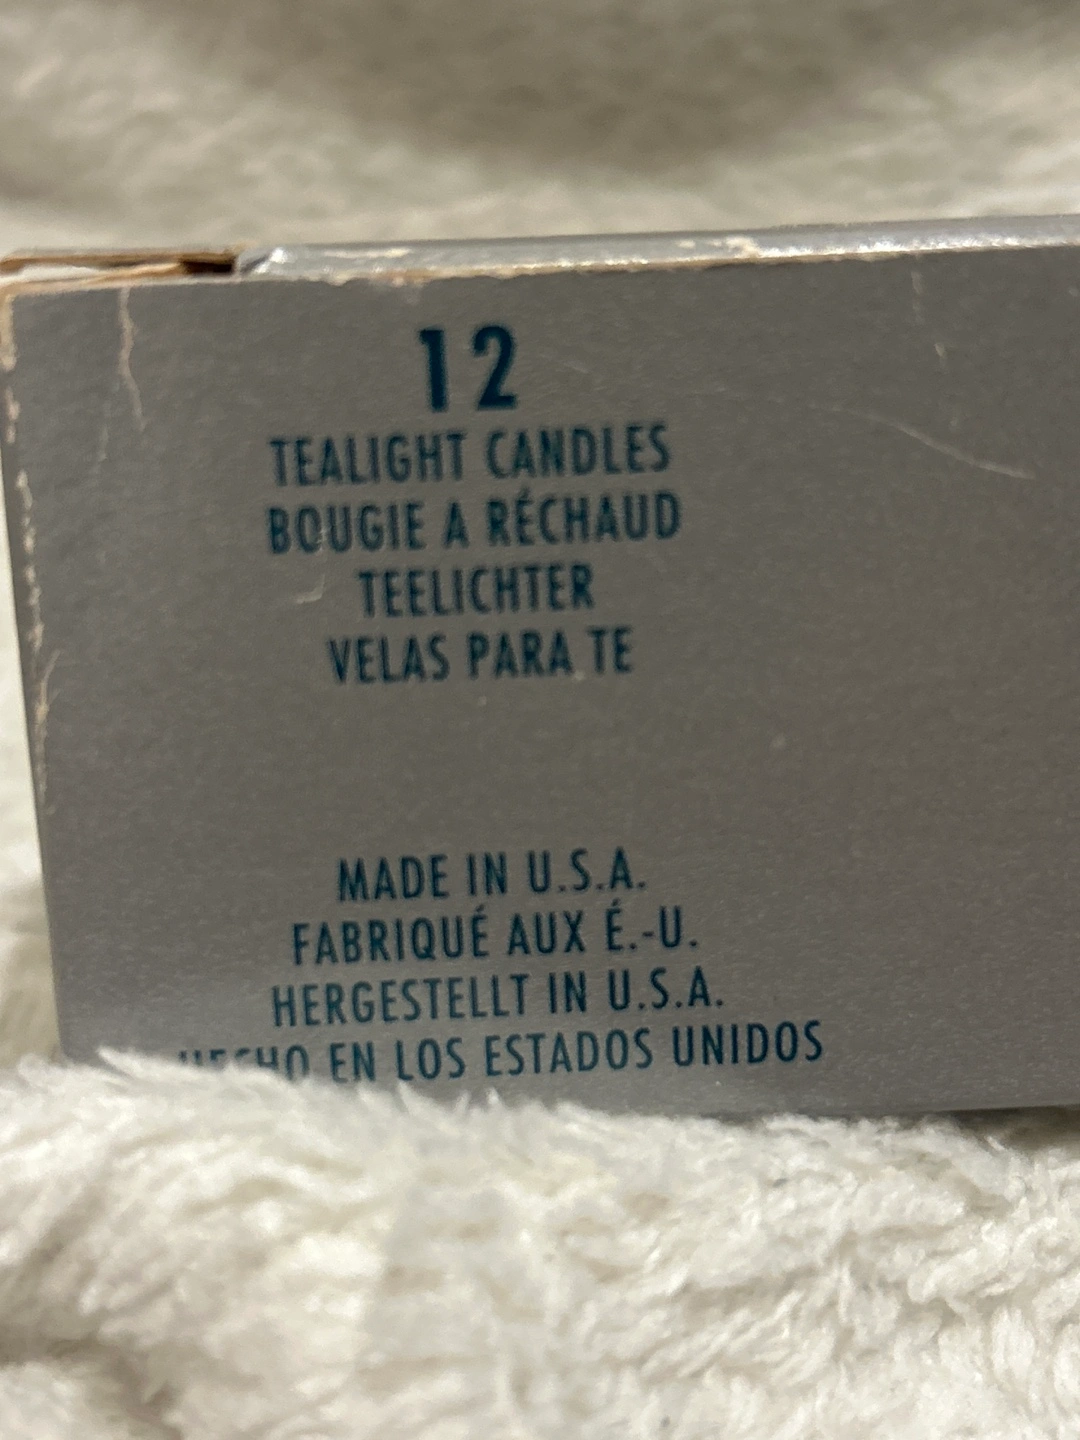 12
TEALIGHT CANDLES
BOUGIE A RÉCHAUD
TEELICHTER
VELAS PARA TE
MADE IN U.S.A.
FABRIQUÉ AUX É.-U.
HERGESTELLT IN U.S.A.
HECHO EN LOS ESTADOS UNIDOS